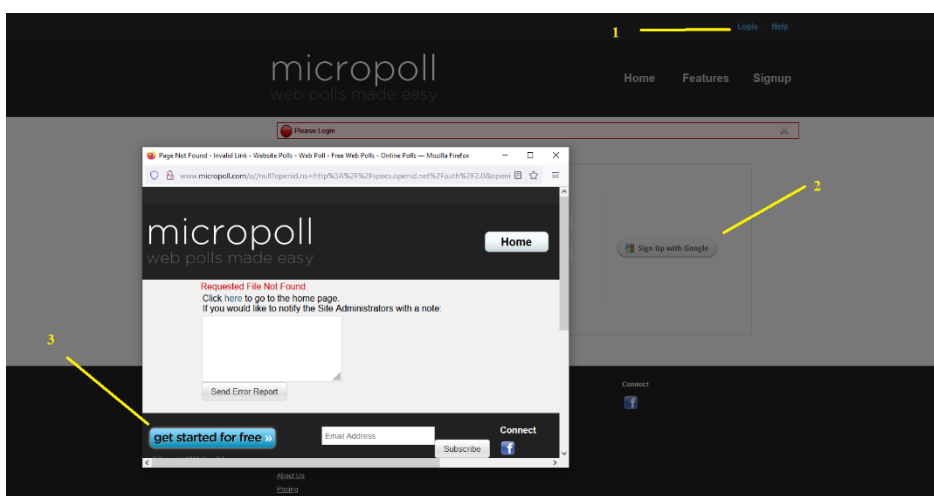 1
Login Help
micropoll
web polls made easy
Home Features Signup
Please Login
Page Not Found - Invalid Link - Website Polls - Web Poll - Free Web Polls - Online Polls — Mozilla Firefox
www.micropoll.com/a//null?openid.ns=http%3A%2F%2Fspecs.openid.net%2Fauth%2F2.0&openi
2
micropoll
web polls made easy
Home
Sign Up with Google
Requested File Not Found.
Click here to go to the home page.
If you would like to notify the Site Administrators with a note:
3
Send Error Report
Connect
get started for free »
Email Address
Subscribe
Connect
About Us
Pricing